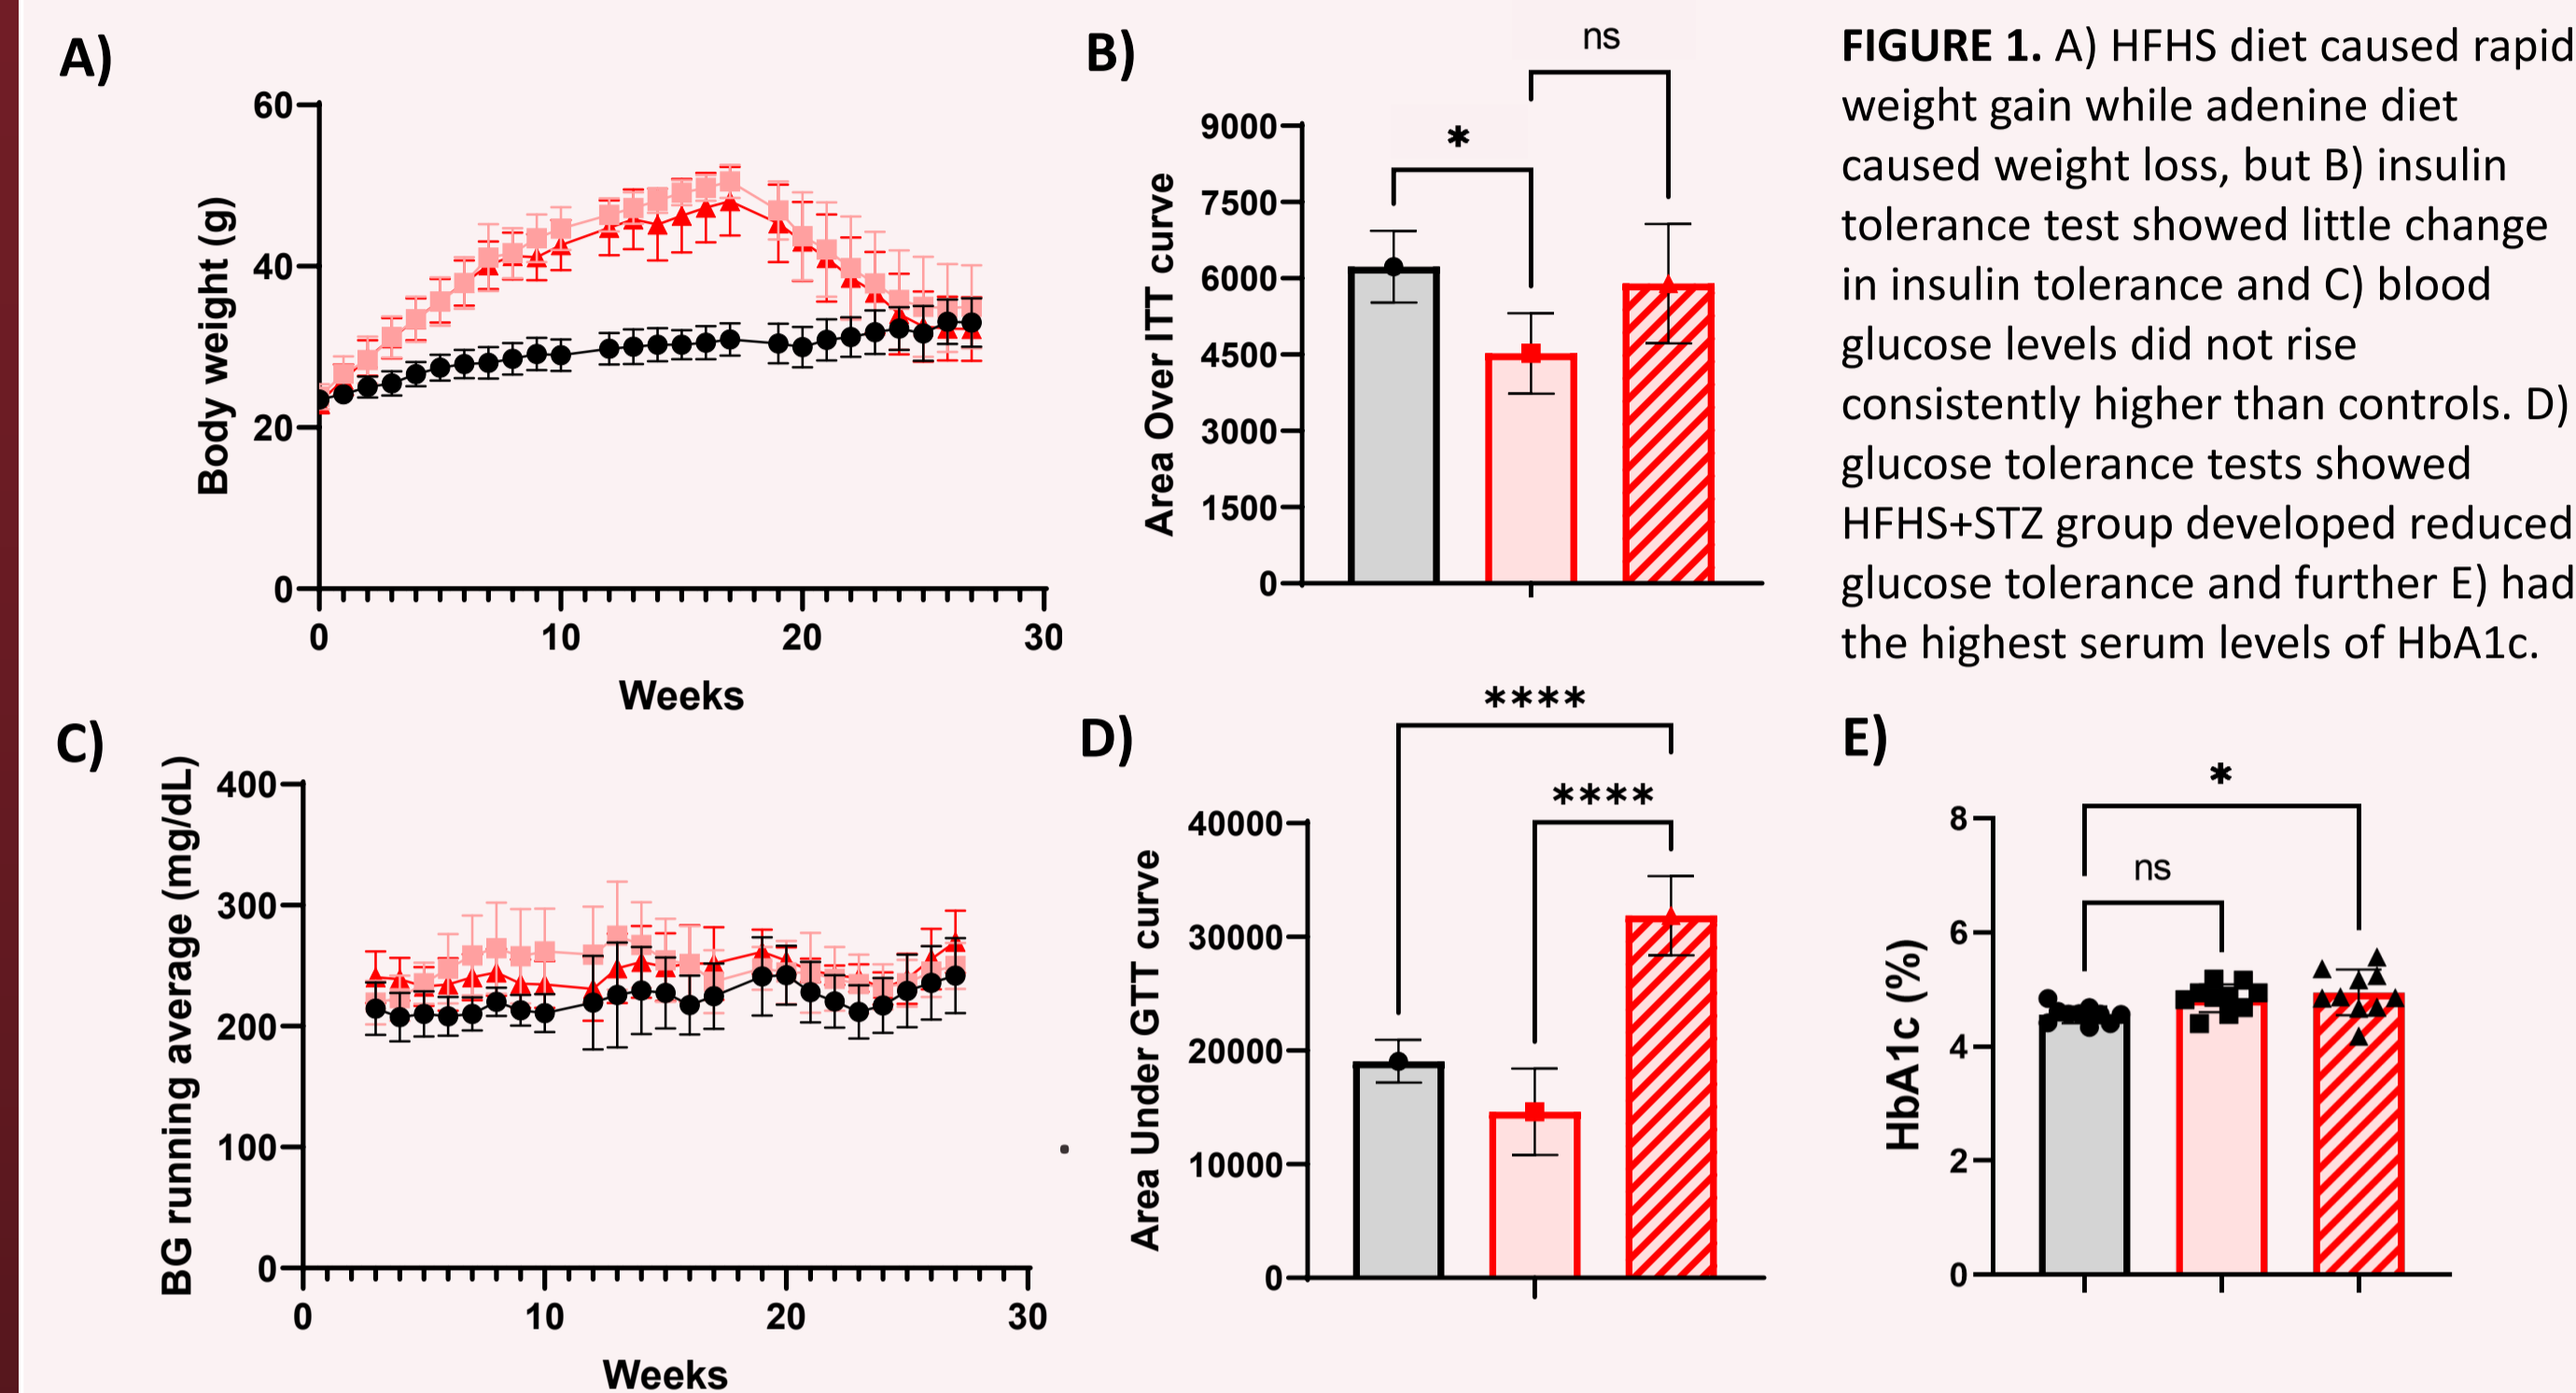 A)
60
40
20
0
0 10 20 30
Body weight (g)
Weeks
B)
ns
*
9000
7500
6000
4500
3000
1500
0
Area Over ITT curve
FIGURE 1. A) HFHS diet caused rapid
weight gain while adenine diet
caused weight loss, but B) insulin
tolerance test showed little change
in insulin tolerance and C) blood
glucose levels did not rise
consistently higher than controls. D)
glucose tolerance tests showed
HFHS+STZ group developed reduced
glucose tolerance and further E) had
the highest serum levels of HbA1c.
C)
400
300
200
100
0
0 10 20 30
BG running average (mg/dL)
Weeks
D)
****
****
40000
30000
20000
10000
0
Area Under GTT curve
E)
*
ns
8
6
4
2
0
HbA1c (%)